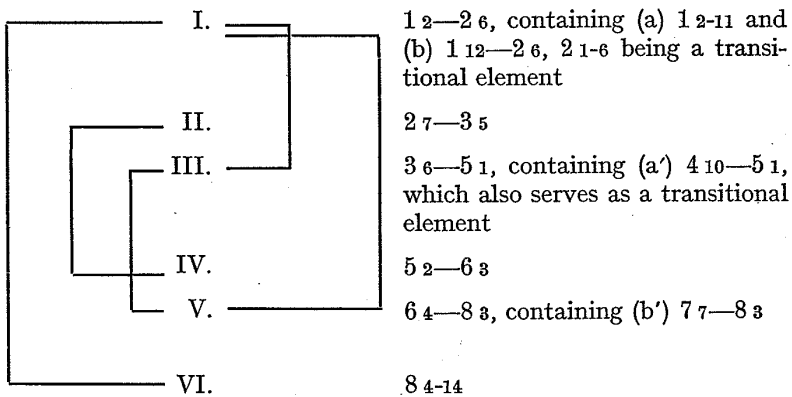 I. 1 2—2 6, containing (a) 1 2-11 and
(b) 1 12—2 6, 2 1-6 being a transi-
tional element
II. 2 7—3 5
III. 3 6—5 1, containing (a′) 4 10—5 1,
which also serves as a transitional
element
IV. 5 2—6 3
V. 6 4—8 3, containing (b′) 7 7—8 3
VI. 8 4-14